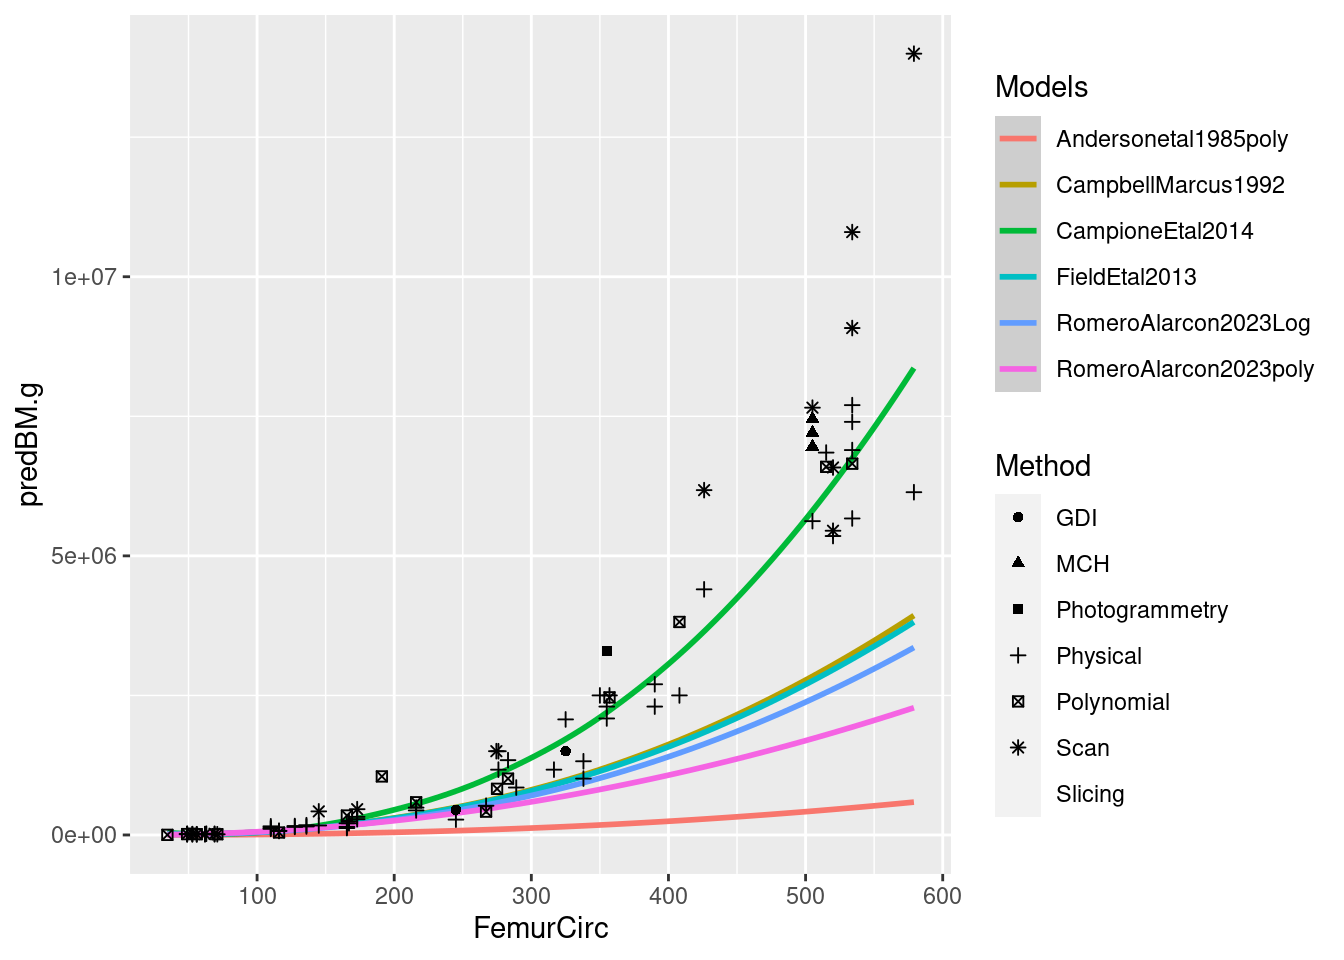 1e+07
5e+06
0e+00
predBM.g
100 200 300 400 500 600
FemurCirc
Models
Andersonetal1985poly
CampbellMarcus1992
CampioneEtal2014
FieldEtal2013
RomeroAlarcon2023Log
RomeroAlarcon2023poly
Method
GDI
MCH
Photogrammetry
Physical
Polynomial
Scan
Slicing